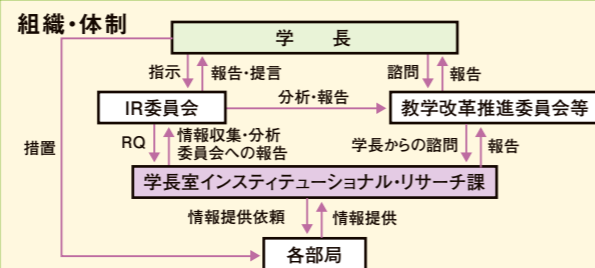 組織・体制
学　長
指示
報告・提言
諮問
報告
IR委員会
分析・報告
教学改革推進委員会等
措置
RQ
情報収集・分析
委員会への報告
学長からの諮問
報告
学長室インスティテューショナル・リサーチ課
情報提供依頼
情報提供
各部局